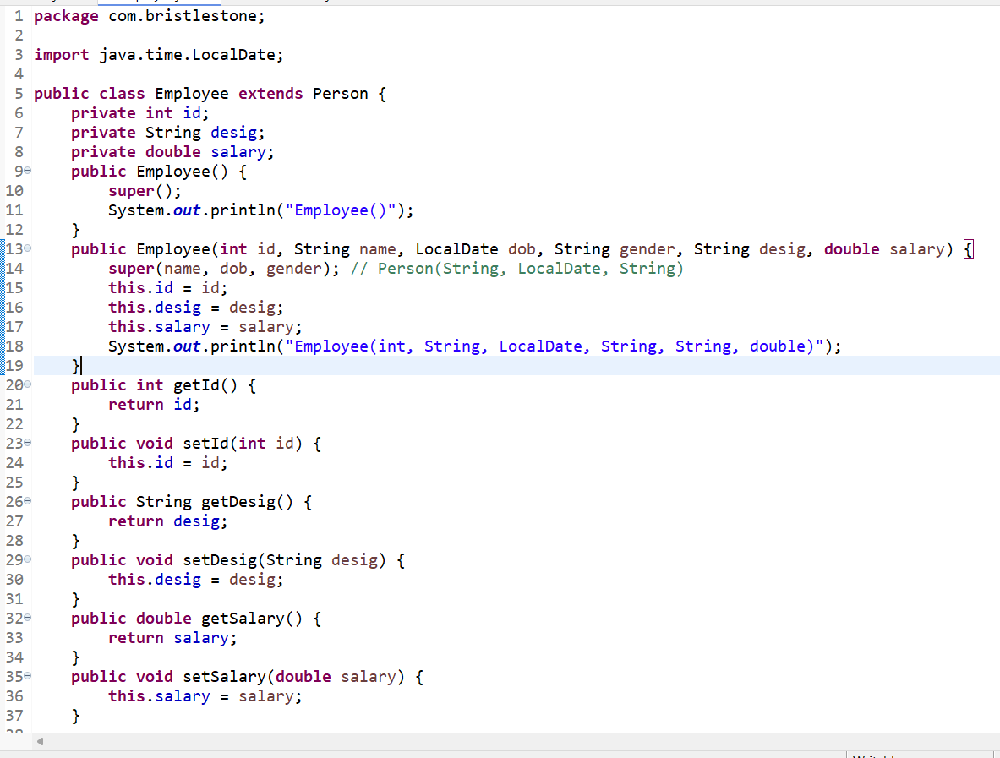 1 package com.bristlestone;
2
3 import java.time.LocalDate;
4
5 public class Employee extends Person {
6     private int id;
7     private String desig;
8     private double salary;
9     public Employee() {
10         super();
11         System.out.println("Employee()");
12     }
13     public Employee(int id, String name, LocalDate dob, String gender, String desig, double salary) {
14         super(name, dob, gender); // Person(String, LocalDate, String)
15         this.id = id;
16         this.desig = desig;
17         this.salary = salary;
18         System.out.println("Employee(int, String, LocalDate, String, String, double)");
19     }
20     public int getId() {
21         return id;
22     }
23     public void setId(int id) {
24         this.id = id;
25     }
26     public String getDesig() {
27         return desig;
28     }
29     public void setDesig(String desig) {
30         this.desig = desig;
31     }
32     public double getSalary() {
33         return salary;
34     }
35     public void setSalary(double salary) {
36         this.salary = salary;
37     }